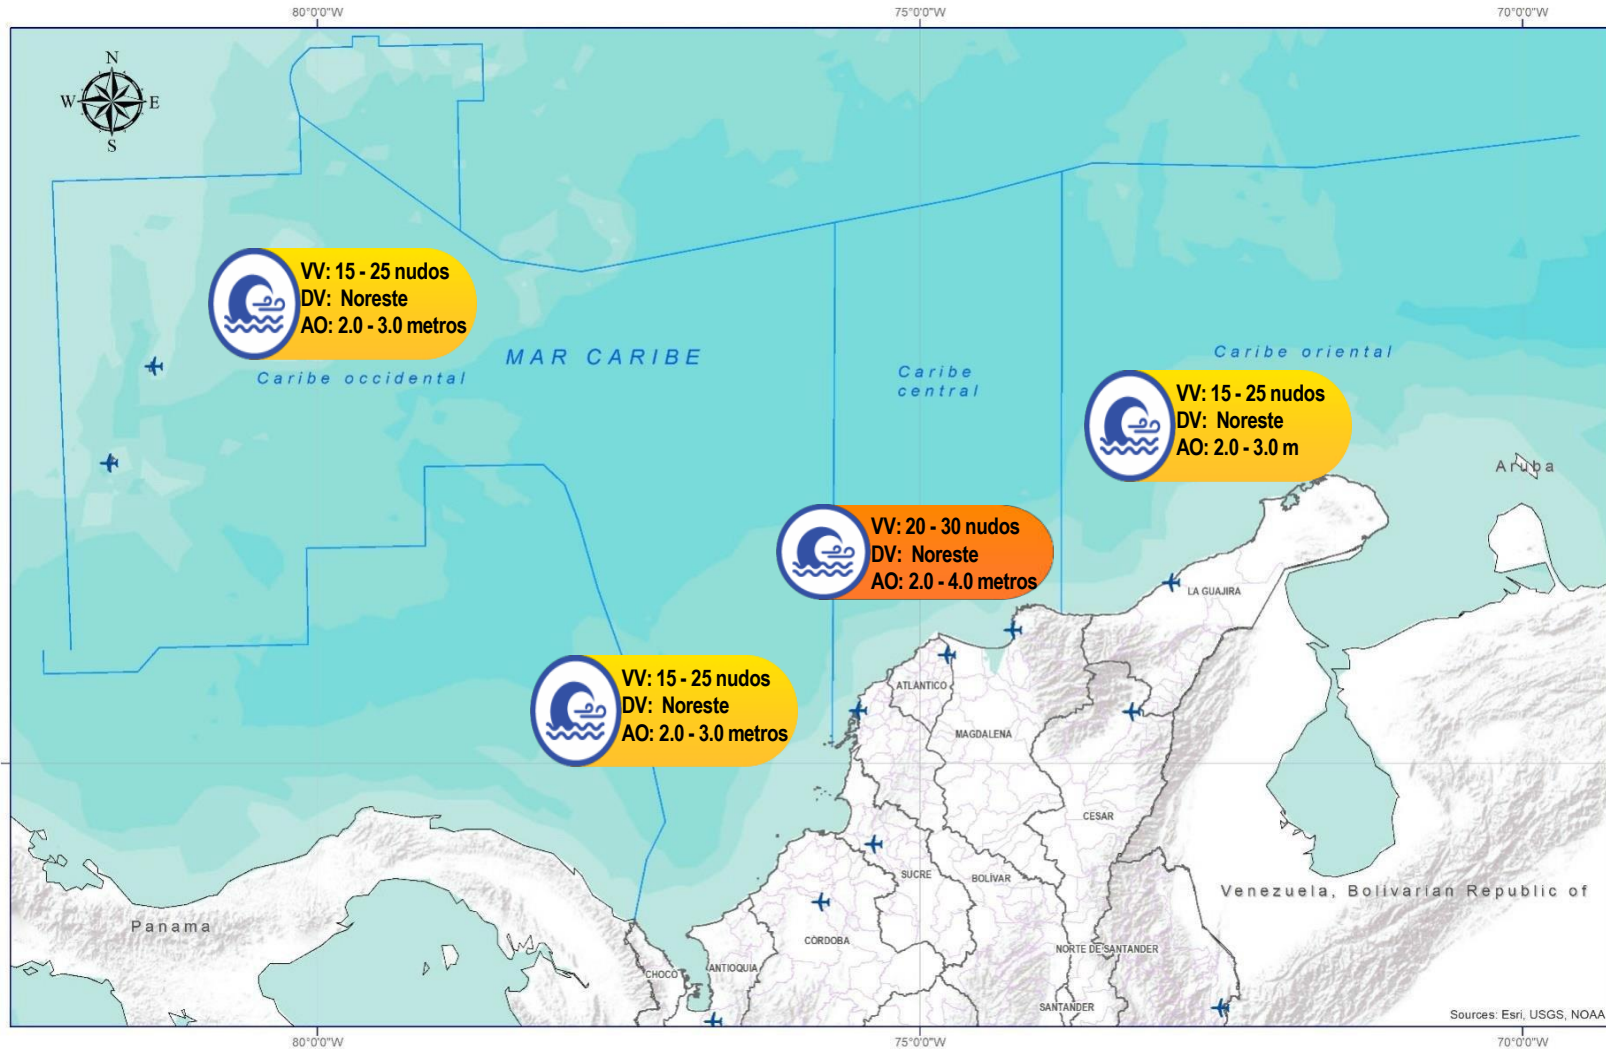 80°0'0"W
75°0'0"W
70°0'0"W
N
W
E
S
VV: 15 - 25 nudos
DV: Noreste
AO: 2.0 - 3.0 metros
MAR CARIBE
Caribe occidental
Caribe
central
Caribe oriental
VV: 15 - 25 nudos
DV: Noreste
AO: 2.0 - 3.0 m
Aruba
VV: 20 - 30 nudos
DV: Noreste
AO: 2.0 - 4.0 metros
LA GUAJIRA
VV: 15 - 25 nudos
DV: Noreste
AO: 2.0 - 3.0 metros
ATLÁNTICO
MAGDALENA
CESAR
SUCRE
BOLÍVAR
Venezuela, Bolivarian Republic of
Panama
CÓRDOBA
NORTE DE SANTANDER
CHOCÓ
ANTIOQUIA
SANTANDER
Sources: Esri, USGS, NOAA
80°0'0"W
75°0'0"W
70°0'0"W